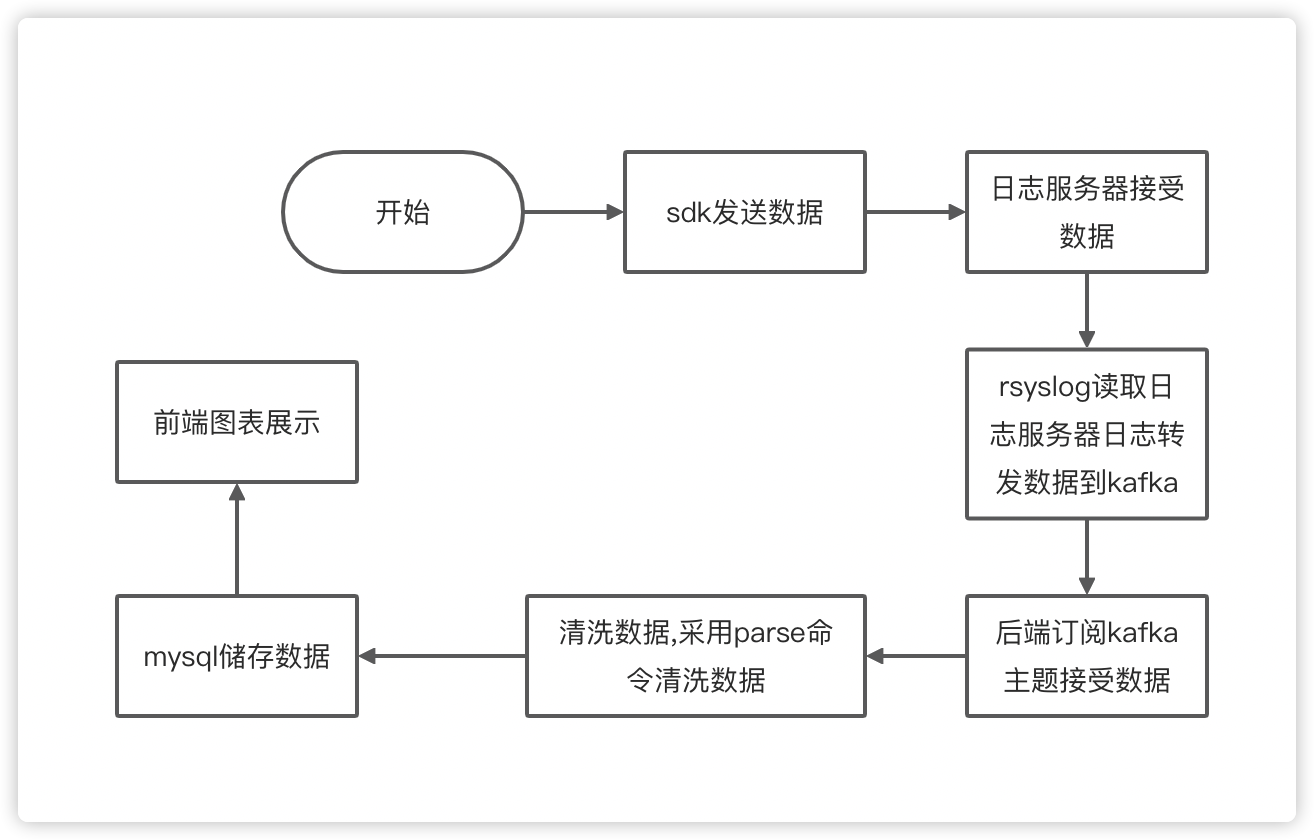 开始
sdk发送数据
日志服务器接受
数据
rsyslog读取日
志服务器日志转
发数据到kafka
后端订阅kafka
主题接受数据
清洗数据,采用parse命
令清洗数据
mysql储存数据
前端图表展示